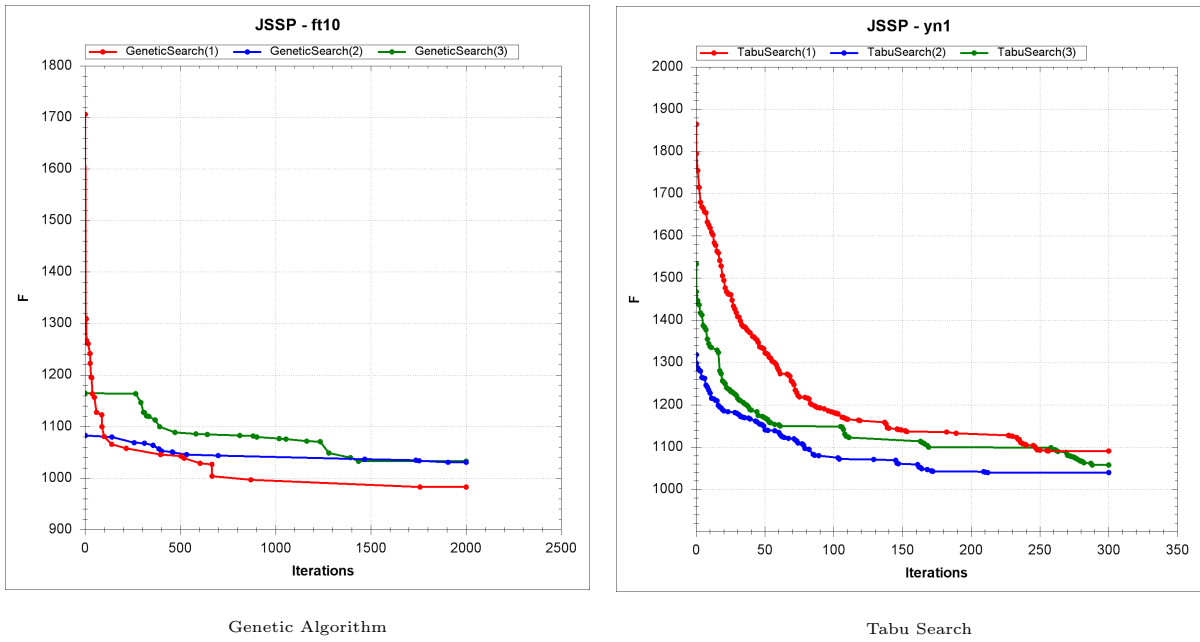 JSSP - ft10
GeneticSearch(1) GeneticSearch(2) GeneticSearch(3)
1800
1700
1600
1500
1400
1300
1200
1100
1000
900
F
0 500 1000 1500 2000 2500
Iterations
Genetic Algorithm
JSSP - yn1
TabuSearch(1) TabuSearch(2) TabuSearch(3)
2000
1900
1800
1700
1600
1500
1400
1300
1200
1100
1000
F
0 50 100 150 200 250 300 350
Iterations
Tabu Search